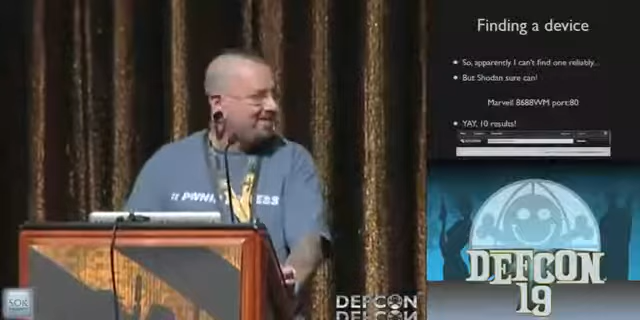 Finding a device
So, apparently I can't find one reliably...
But Shodan sure can!
Marvell 8688WM port:80
YAY, 10 results!
DEFCON
DEFCON
19
SOK